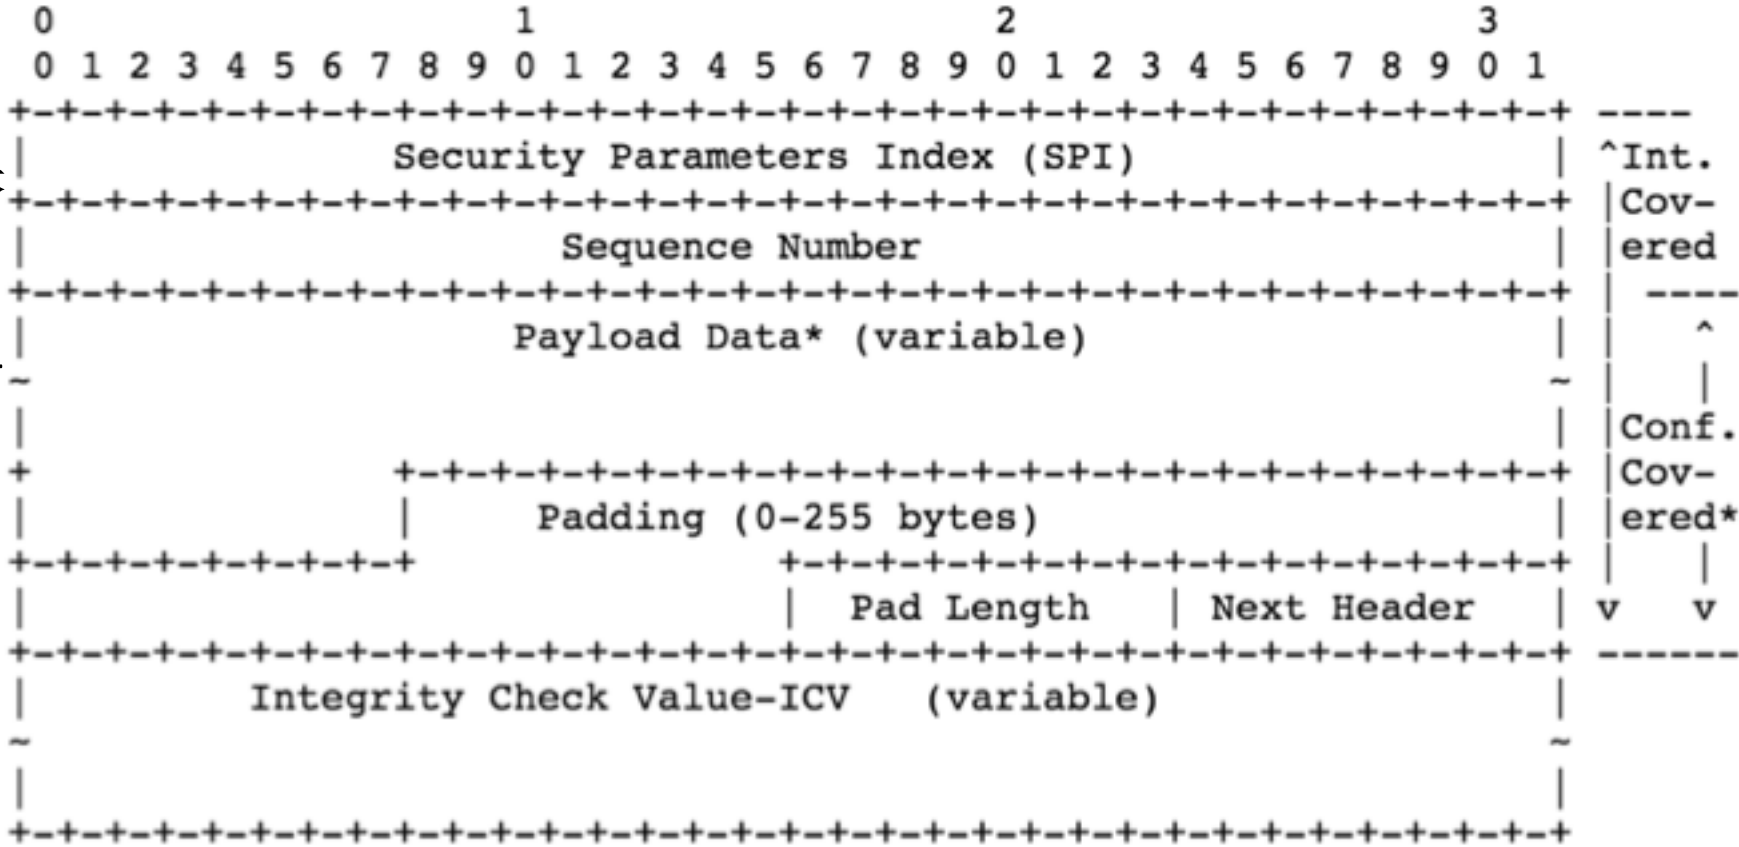 0                   1                   2                   3
 0 1 2 3 4 5 6 7 8 9 0 1 2 3 4 5 6 7 8 9 0 1 2 3 4 5 6 7 8 9 0 1
+-+-+-+-+-+-+-+-+-+-+-+-+-+-+-+-+-+-+-+-+-+-+-+-+-+-+-+-+-+-+-+-+ ----
|               Security Parameters Index (SPI)                 | ^Int.
+-+-+-+-+-+-+-+-+-+-+-+-+-+-+-+-+-+-+-+-+-+-+-+-+-+-+-+-+-+-+-+-+ |Cov-
|                      Sequence Number                          | |ered
+-+-+-+-+-+-+-+-+-+-+-+-+-+-+-+-+-+-+-+-+-+-+-+-+-+-+-+-+-+-+-+-+ | ----
|                    Payload Data* (variable)                   | |   ^
~                                                               ~ |   |
|                                                               | |Conf.
+               +-+-+-+-+-+-+-+-+-+-+-+-+-+-+-+-+-+-+-+-+-+-+-+-+ |Cov-
|               |     Padding (0-255 bytes)                     | |ered*
+-+-+-+-+-+-+-+-+               +-+-+-+-+-+-+-+-+-+-+-+-+-+-+-+-+ |   |
|                               |  Pad Length   | Next Header   | v   v
+-+-+-+-+-+-+-+-+-+-+-+-+-+-+-+-+-+-+-+-+-+-+-+-+-+-+-+-+-+-+-+-+ ------
|         Integrity Check Value-ICV   (variable)                |
~                                                               ~
|                                                               |
+-+-+-+-+-+-+-+-+-+-+-+-+-+-+-+-+-+-+-+-+-+-+-+-+-+-+-+-+-+-+-+-+